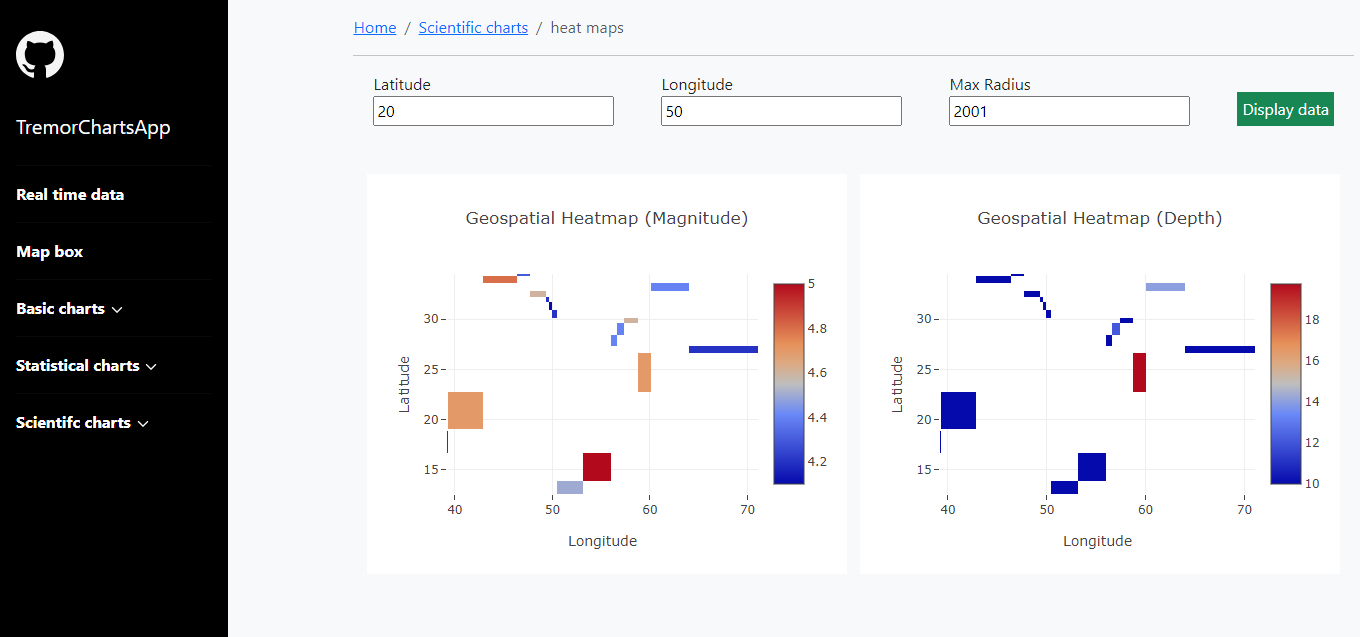 TremorChartsApp
Real time data
Map box
Basic charts
Statistical charts
Scientifc charts
Home / Scientific charts / heat maps
Latitude
20
Longitude
50
Max Radius
2001
Display data
Geospatial Heatmap (Magnitude)
Latitude
30
25
20
15
40 50 60 70
Longitude
5
4.8
4.6
4.4
4.2
Geospatial Heatmap (Depth)
Latitude
30
25
20
15
40 50 60 70
Longitude
18
16
14
12
10